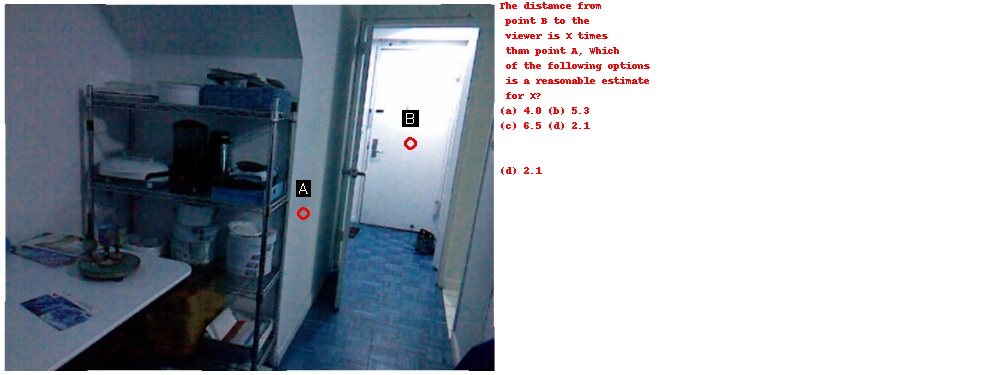 The distance from
point B to the
viewer is X times
than point A, Which
of the following options
is a reasonable estimate
for X?
(a) 4.0 (b) 5.3
(c) 6.5 (d) 2.1
(d) 2.1
B
A